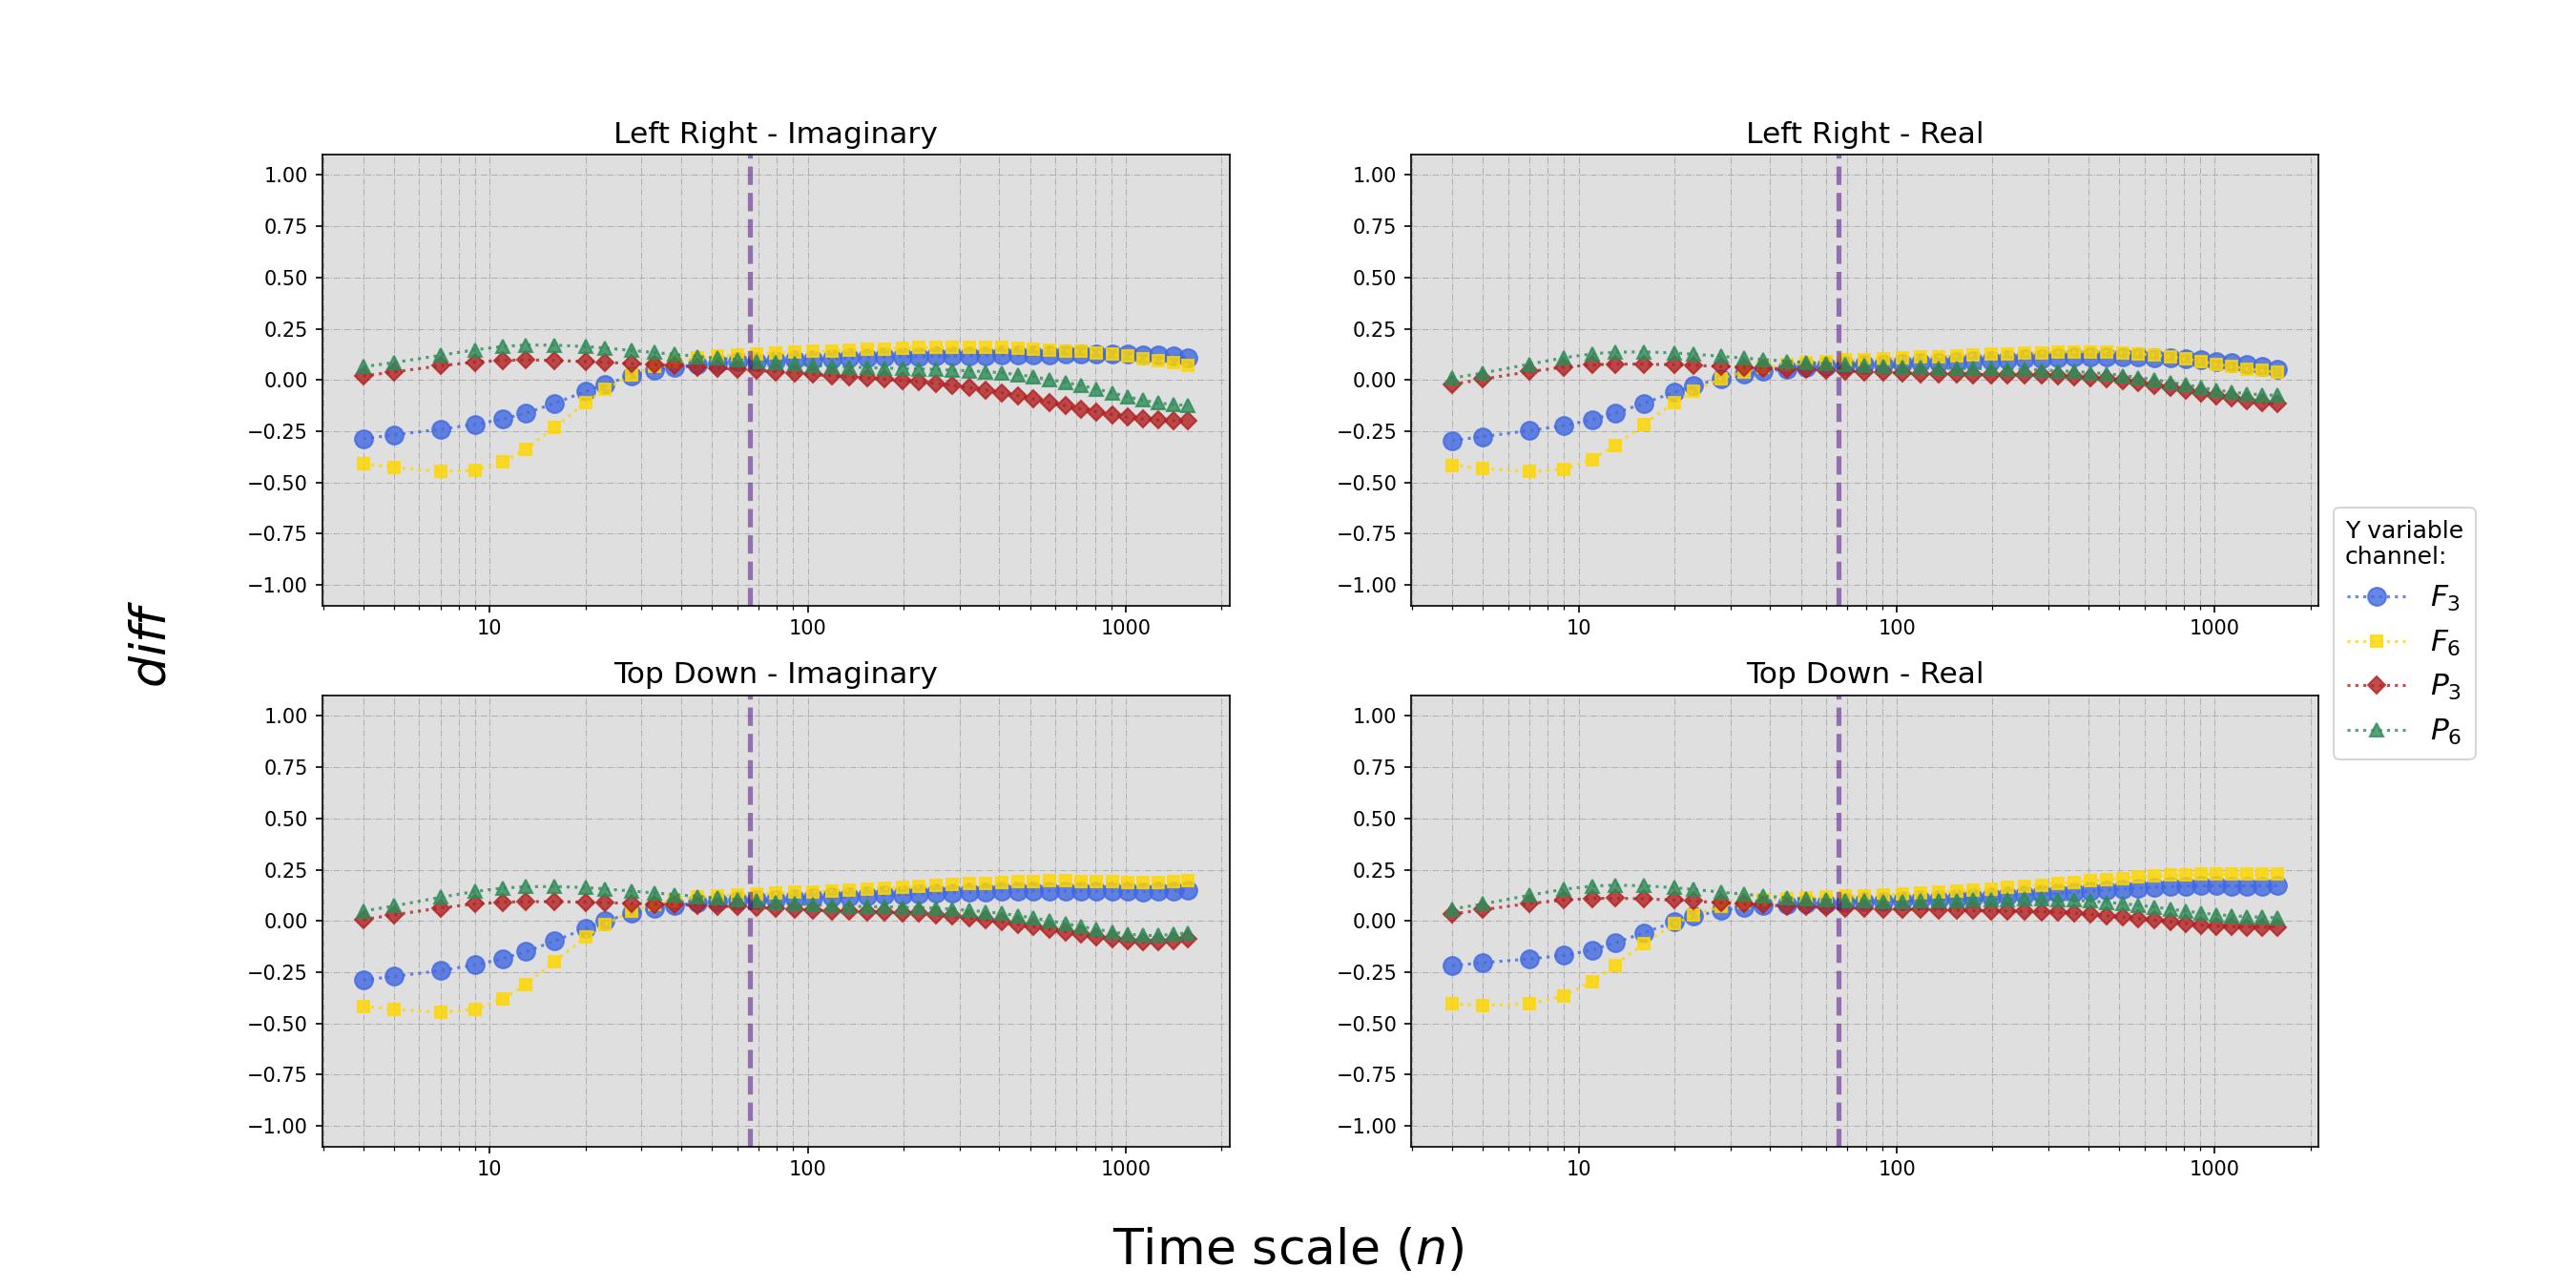 Left Right - Imaginary
1.00
0.75
0.50
0.25
0.00
−0.25
−0.50
−0.75
−1.00
10 100 1000
Left Right - Real
1.00
0.75
0.50
0.25
0.00
−0.25
−0.50
−0.75
−1.00
10 100 1000
Top Down - Imaginary
1.00
0.75
0.50
0.25
0.00
−0.25
−0.50
−0.75
−1.00
10 100 1000
Top Down - Real
1.00
0.75
0.50
0.25
0.00
−0.25
−0.50
−0.75
−1.00
10 100 1000
diff
Time scale (n)
Y variable
channel:
F3
F6
P3
P6